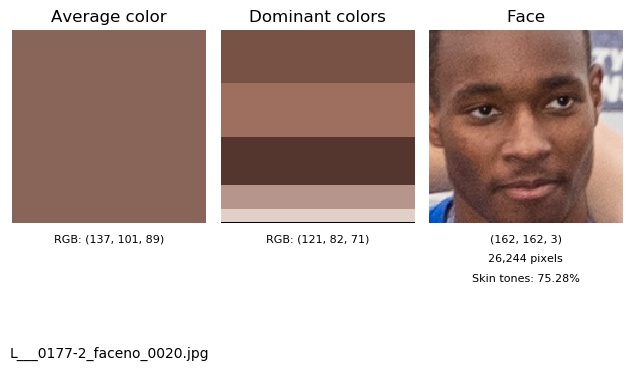 Average color
Dominant colors
Face
RGB: (137, 101, 89)
RGB: (121, 82, 71)
(162, 162, 3)
26,244 pixels
Skin tones: 75.28%
L___0177-2_faceno_0020.jpg